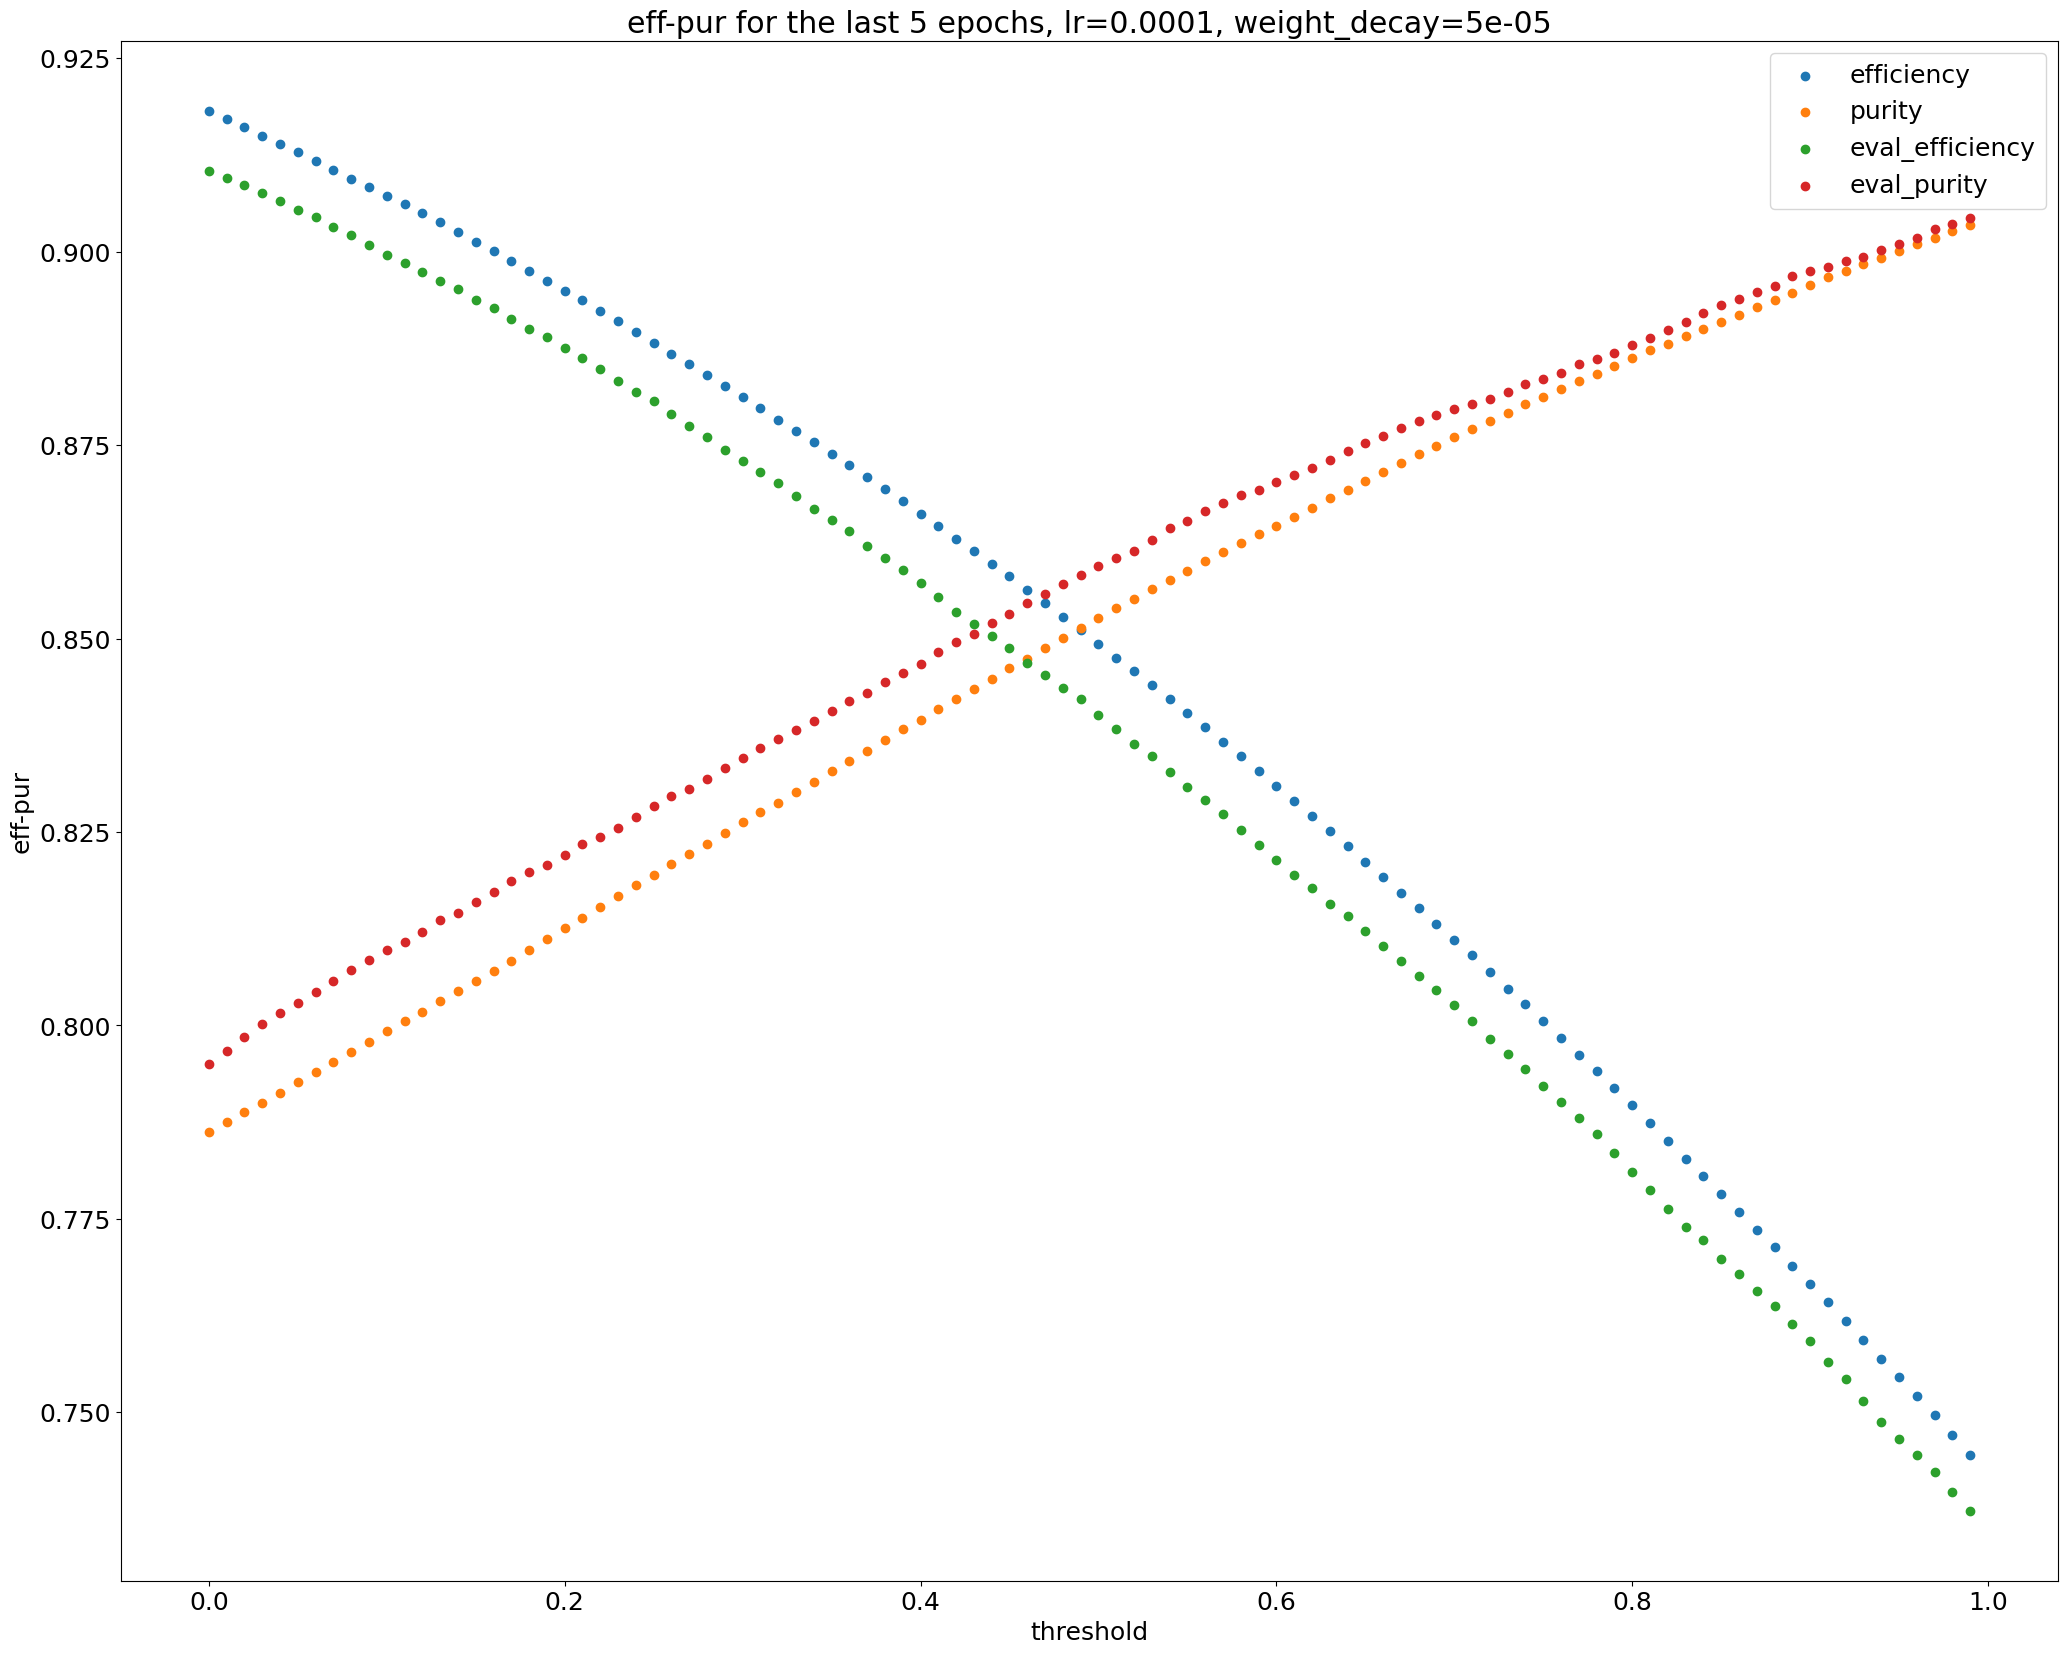 eff-pur for the last 5 epochs, lr=0.0001, weight_decay=5e-05
efficiency
purity
eval_efficiency
eval_purity
0.925
0.900
0.875
0.850
0.825
0.800
0.775
0.750
eff-pur
0.0
0.2
0.4
0.6
0.8
1.0
threshold